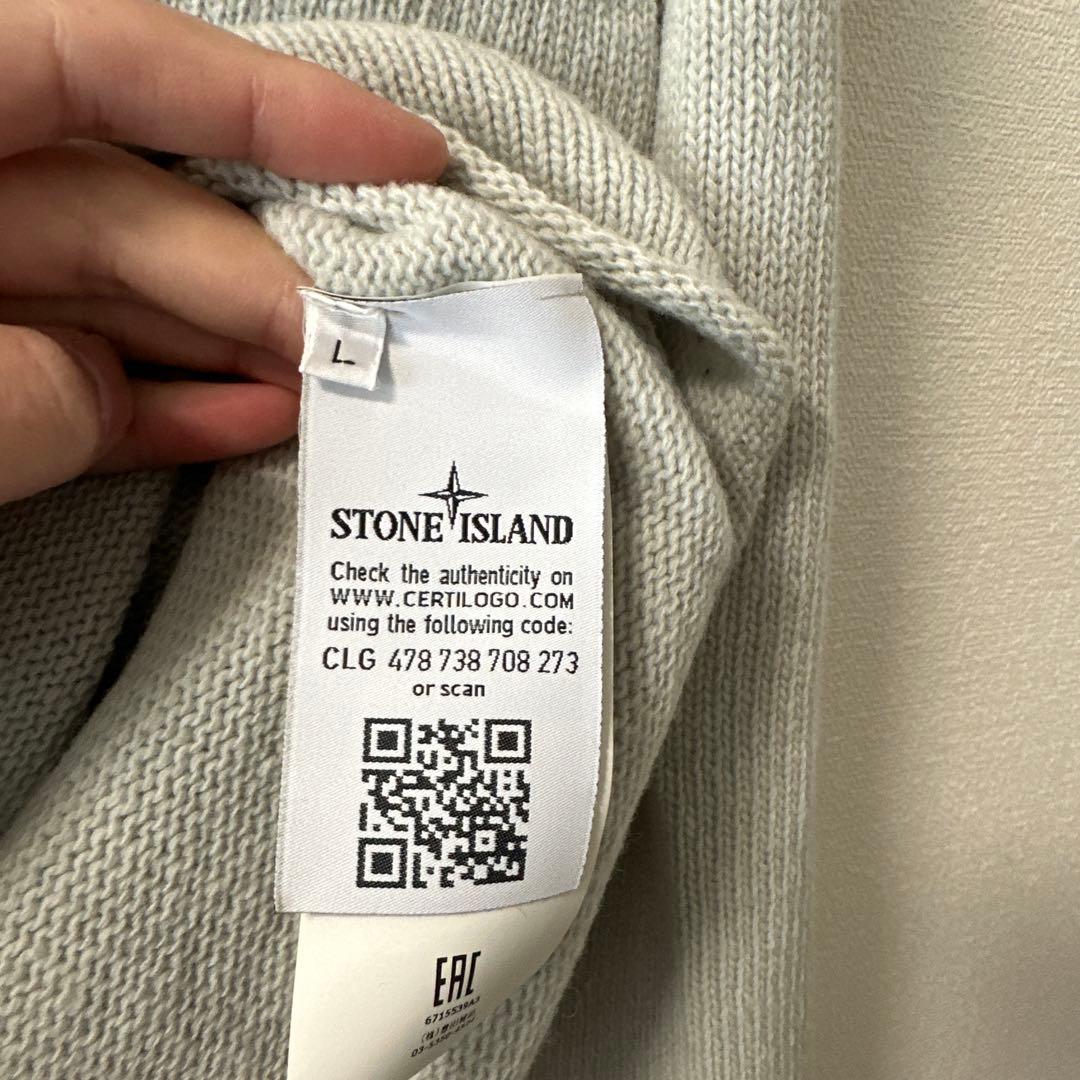 L
STONE ISLAND
Check the authenticity on
WWW.CERTILOGO.COM
using the following code:
CLG 478 738 708 273
or scan
EAC
6715539A3